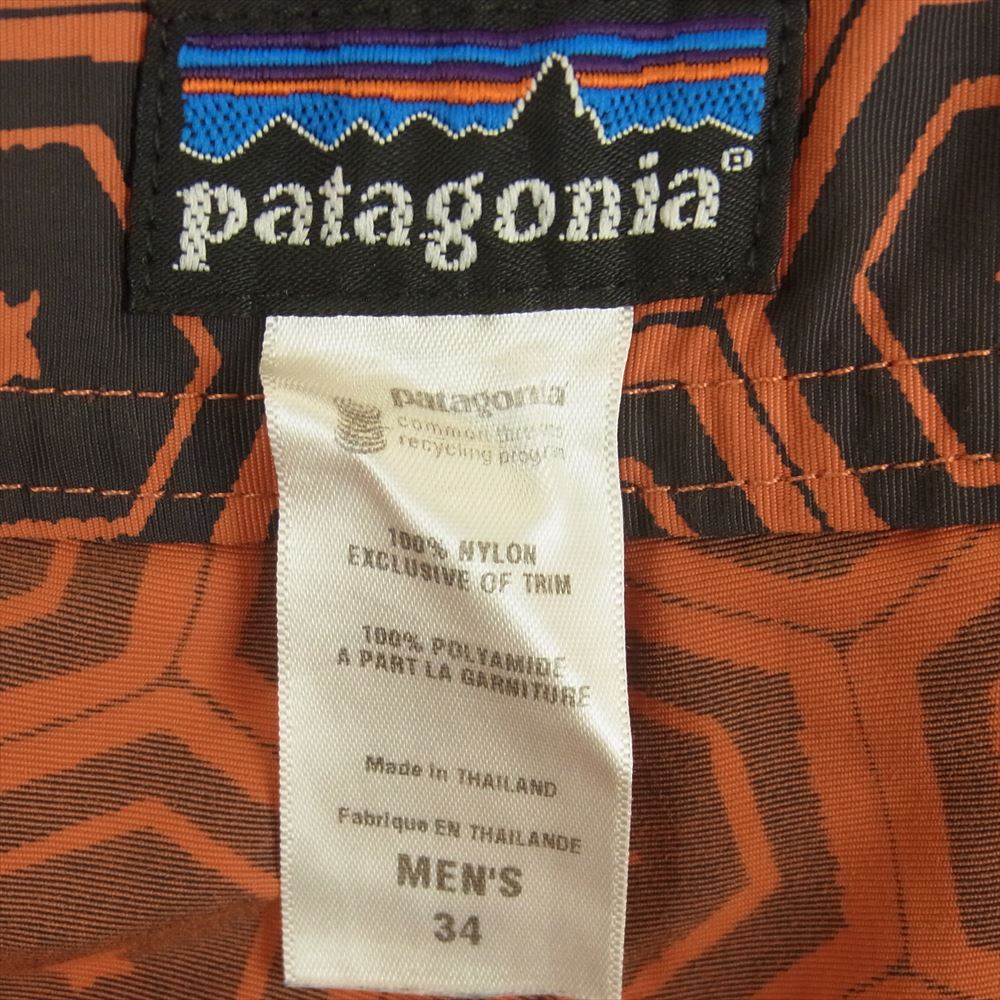 patagonia®
patagonia
common threads
recycling program
100% NYLON
EXCLUSIVE OF TRIM
100% POLYAMIDE
A PART LA GARNITURE
Made in THAILAND
Fabrique EN THAILANDE
MEN'S
34